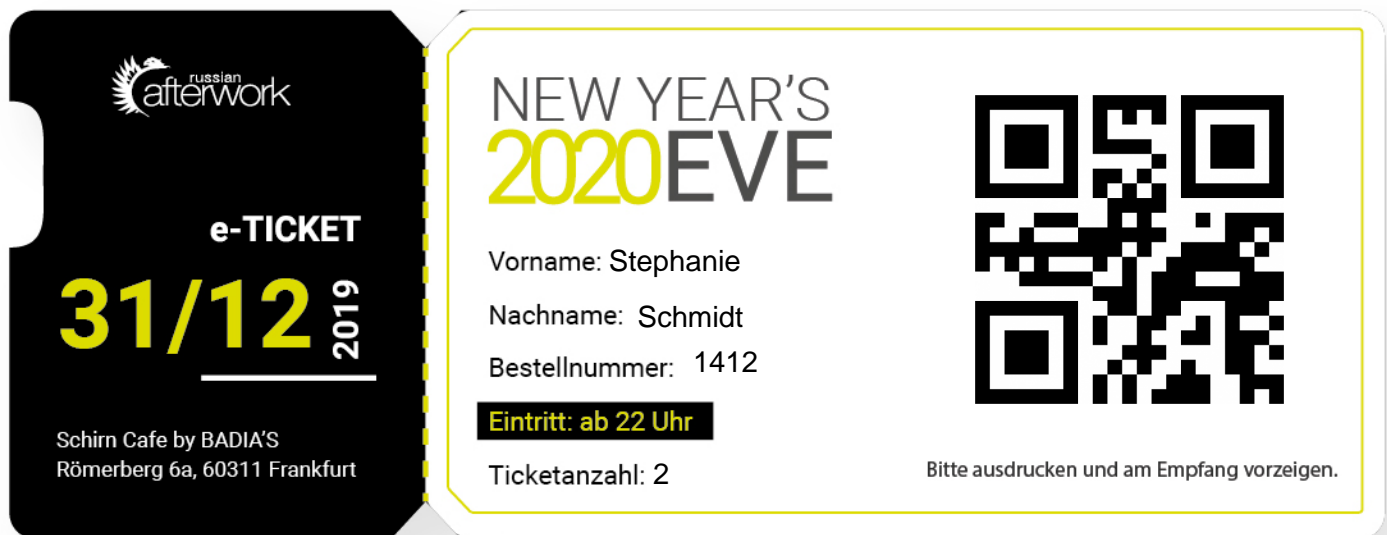 russian
afterwork
e-TICKET
31/12 2019
Schirn Cafe by BADIA'S
Römerberg 6a, 60311 Frankfurt
NEW YEAR'S
2020EVE
Vorname: Stephanie
Nachname: Schmidt
Bestellnummer: 1412
Eintritt: ab 22 Uhr
Ticketanzahl: 2
Bitte ausdrucken und am Empfang vorzeigen.